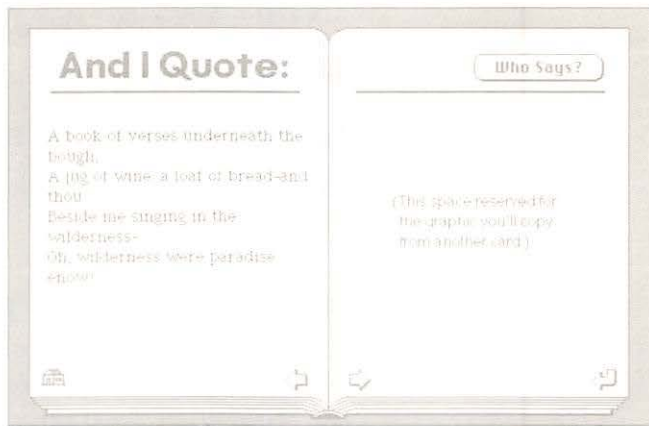 And I Quote:
A book of verses underneath the
bough,
A jug of wine, a loaf of bread-and
thou
Beside me singing in the
wilderness-
Oh, wilderness were paradise
enow!
Who Says?
(This space reserved for
the graphic you'll copy
from another card.)